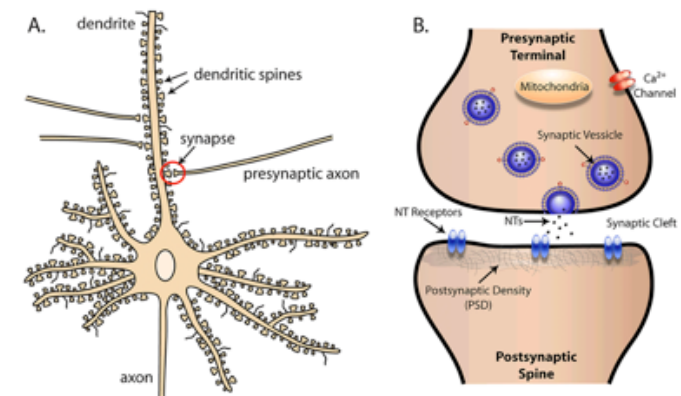 A.
dendrite
dendritic spines
synapse
presynaptic axon
axon
B.
Presynaptic
Terminal
Mitochondria
Ca2+
Channel
Synaptic Vessicle
NT Receptors
NTs
Synaptic Cleft
Postsynaptic Density
(PSD)
Postsynaptic
Spine